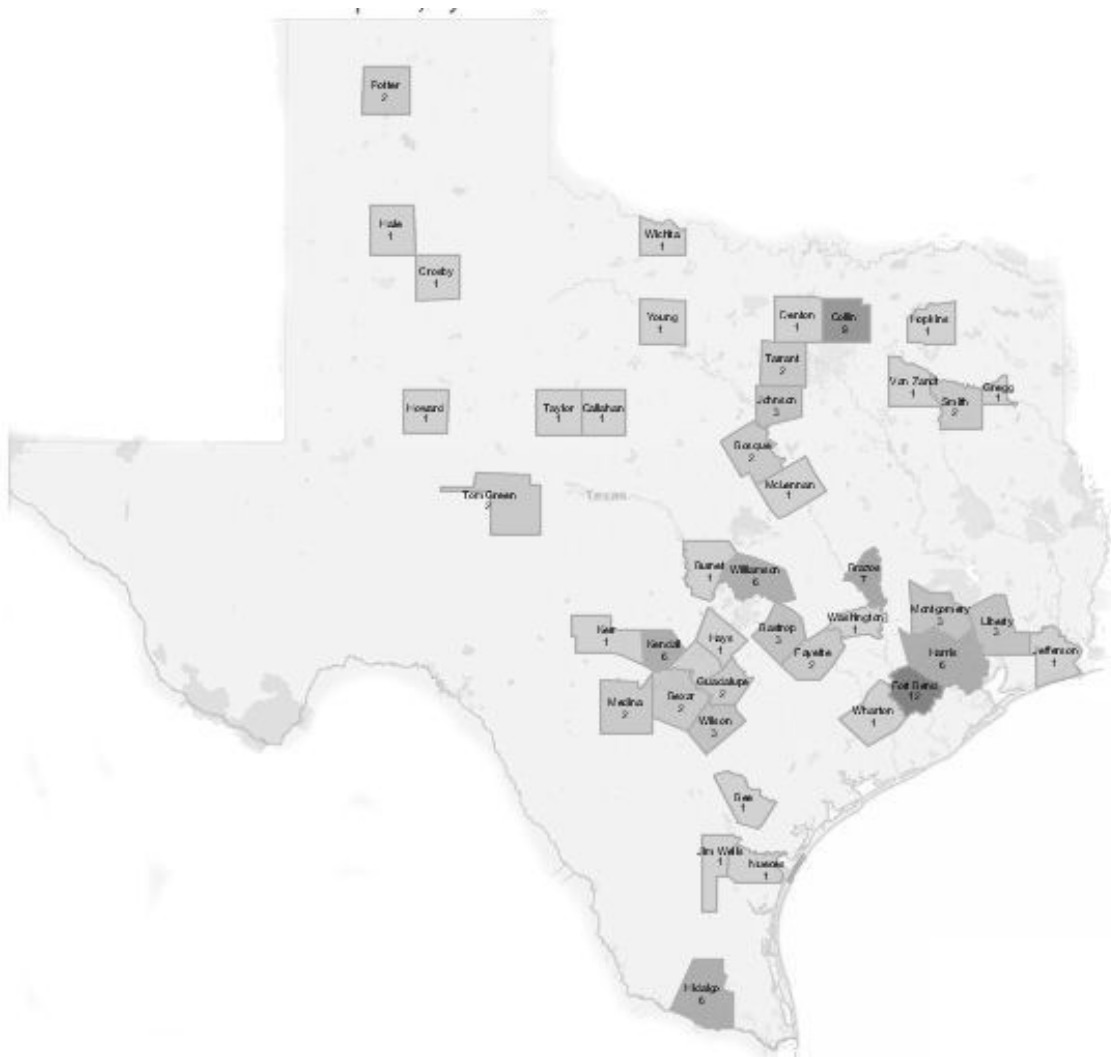 Potter
2
Hale
1
Crosby
1
Wichita
1
Young
1
Denton
1
Collin
Hopkins
1
Tarrant
2
Van Zandt
1
Gregg
1
Smith
2
Howard
1
Taylor
1
Callahan
1
Johnson
3
Bosque
2
McLennan
1
Tom Green
2
Texas
Burnet
1
Williamson
6
Brazos
7
Washington
1
Montgomery
3
Liberty
3
Kerr
1
Kendall
6
Hays
1
Bastrop
3
Fayette
2
Harris
6
Jefferson
1
Guadalupe
2
Fort Bend
12
Medina
2
Bexar
2
Wilson
3
Wharton
1
Bee
1
Jim Wells
1
Nueces
1
Hidalgo
6